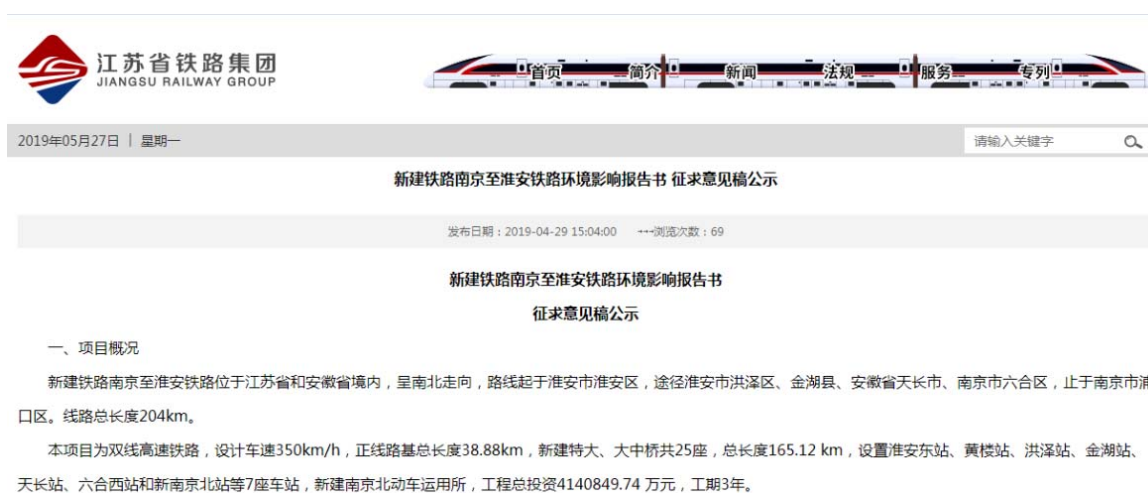 江苏省铁路集团
JIANGSU RAILWAY GROUP
首页 简介 新闻 法规 服务 专列
2019年05月27日 | 星期一
请输入关键字
新建铁路南京至淮安铁路环境影响报告书 征求意见稿公示
发布日期：2019-04-29 15:04:00 ---浏览次数：69
新建铁路南京至淮安铁路环境影响报告书
征求意见稿公示
一、项目概况
新建铁路南京至淮安铁路位于江苏省和安徽省境内，呈南北走向，路线起于淮安市淮安区，途径淮安市洪泽区、金湖县、安徽省天长市、南京市六合区，止于南京市浦
口区。线路总长度204km。
本项目为双线高速铁路，设计车速350km/h，正线路基总长度38.88km，新建特大、大中桥共25座，总长度165.12 km，设置淮安东站、黄楼站、洪泽站、金湖站、
天长站、六合西站和新南京北站等7座车站，新建南京北动车运用所，工程总投资4140849.74 万元，工期3年。